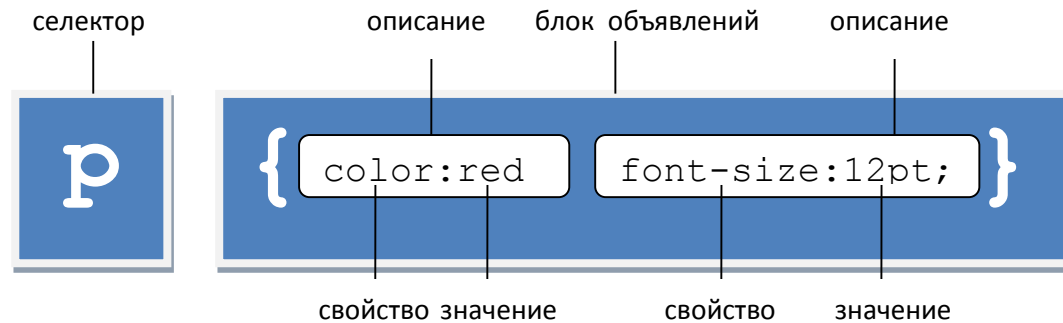 селектор описание блок объявлений описание
p { color:red font-size:12pt; }
свойство значение свойство значение